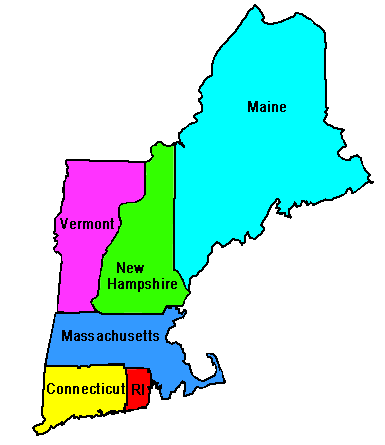 Maine
Vermont
New
Hampshire
Massachusetts
Connecticut
RI